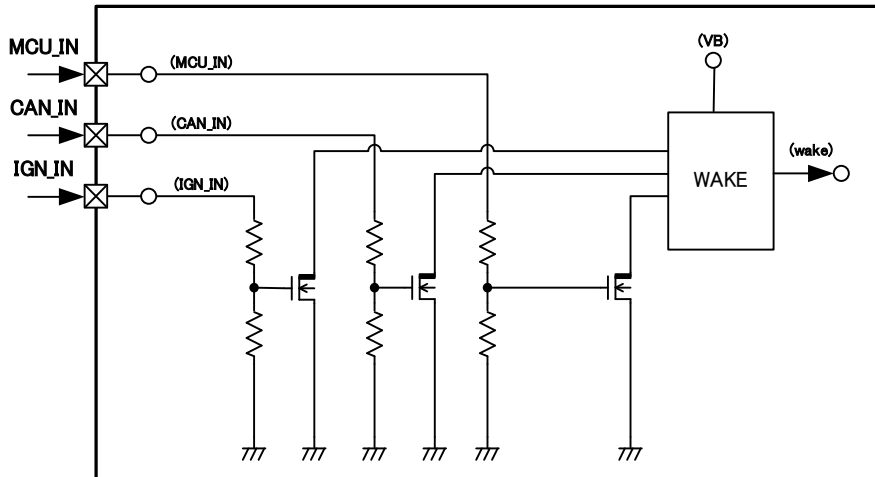 MCU_IN
(MCU_IN)
(VB)
CAN_IN
(CAN_IN)
(wake)
IGN_IN
(IGN_IN)
WAKE